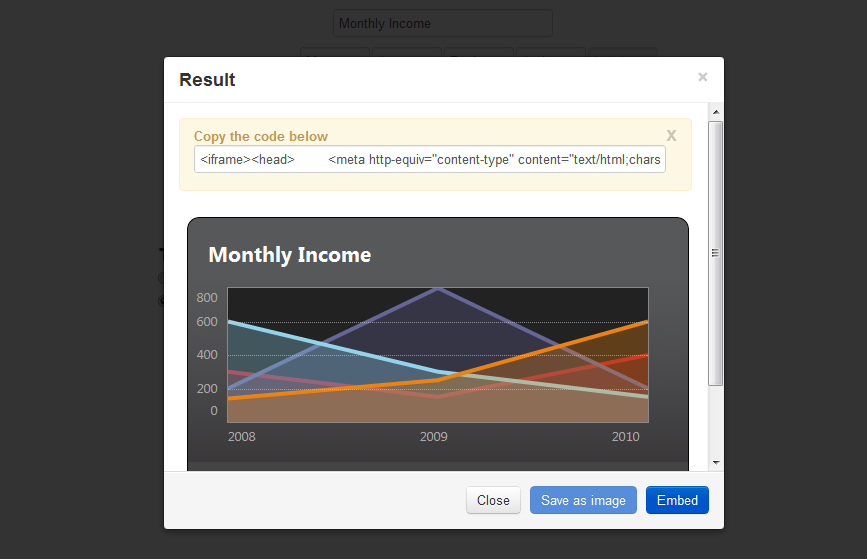 Monthly Income
Result
×
Copy the code below
X
<iframe><head> <meta http-equiv="content-type" content="text/html;chars
Monthly Income
800
600
400
200
0
2008 2009 2010
Close Save as image Embed